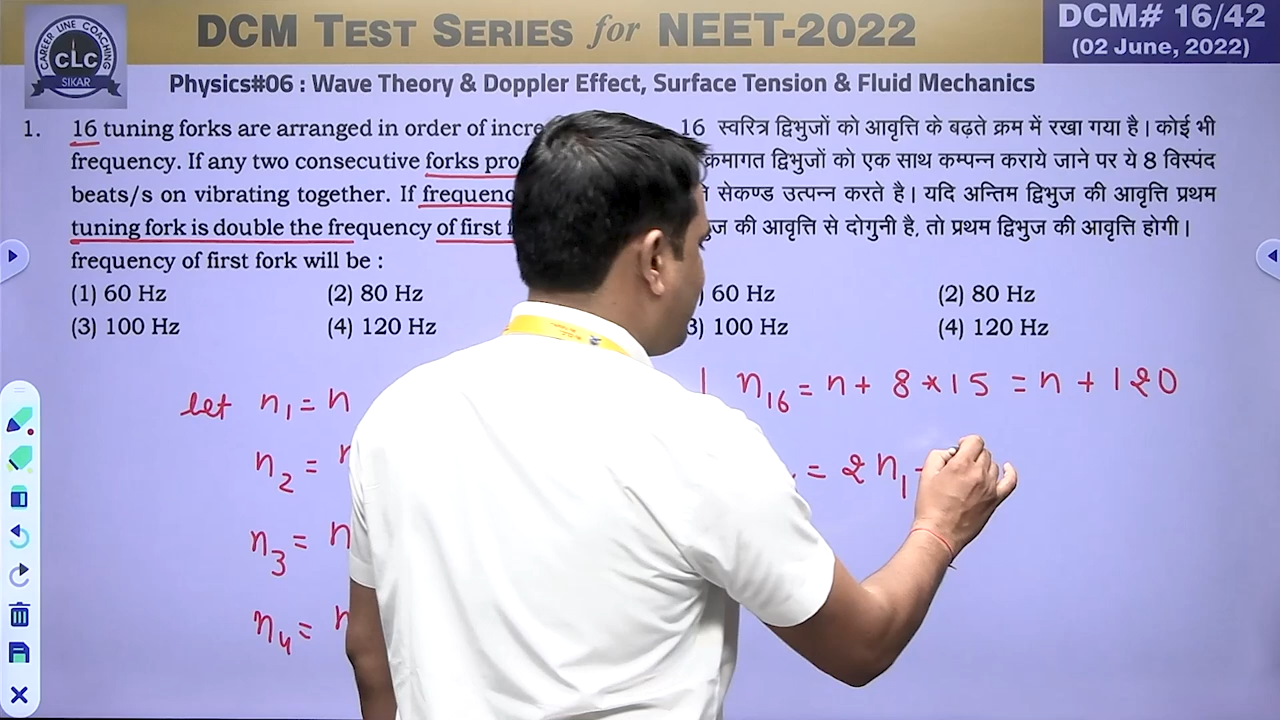 DCM TEST SERIES for NEET-2022
DCM# 16/42
(02 June, 2022)
CAREER LINE COACHING
CLC
SIKAR
Physics#06 : Wave Theory & Doppler Effect, Surface Tension & Fluid Mechanics
1. 16 tuning forks are arranged in order of
frequency. If any two consecutive forks
beats/s on vibrating together. If
tuning fork is double the frequency of first
frequency of first fork will be :
(1) 60 Hz (2) 80 Hz
(3) 100 Hz (4) 120 Hz
16 स्वरित्र द्विभुजों को आवृत्ति के बढ़ते क्रम में रखा गया है। कोई भी
क्रमागत द्विभुजों को एक साथ कम्पन्न कराये जाने पर ये 8 विस्पंद
सेकण्ड उत्पन्न करते है। यदि अन्तिम द्विभुज की आवृत्ति प्रथम
की आवृत्ति से दोगुनी है, तो प्रथम द्विभुज की आवृत्ति होगी।
60 Hz (2) 80 Hz
100 Hz (4) 120 Hz
let n₁ = n
n₂ =
n₃ = n
n₄ =
n₁₆ = n + 8 * 15 = n + 120
= 2n₁